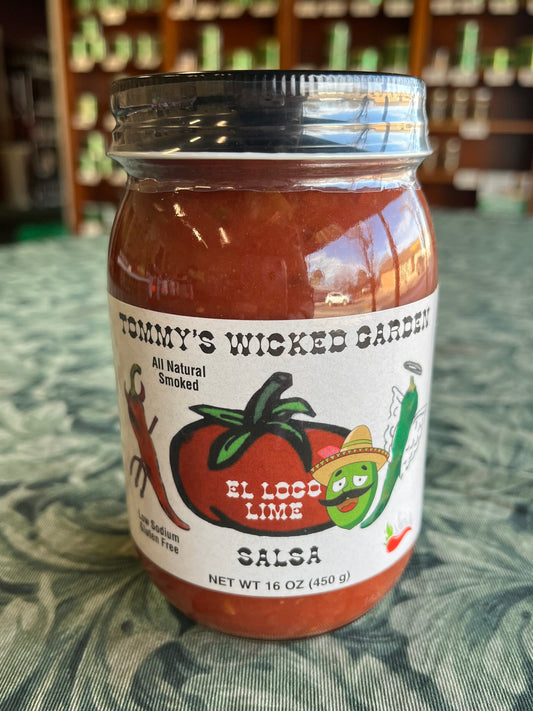 TOMMY'S WICKED GARDEN
All Natural
Smoked
EL LOCO
LIME
Low Sodium
Gluten Free
SALSA
NET WT 16 OZ (450 g)